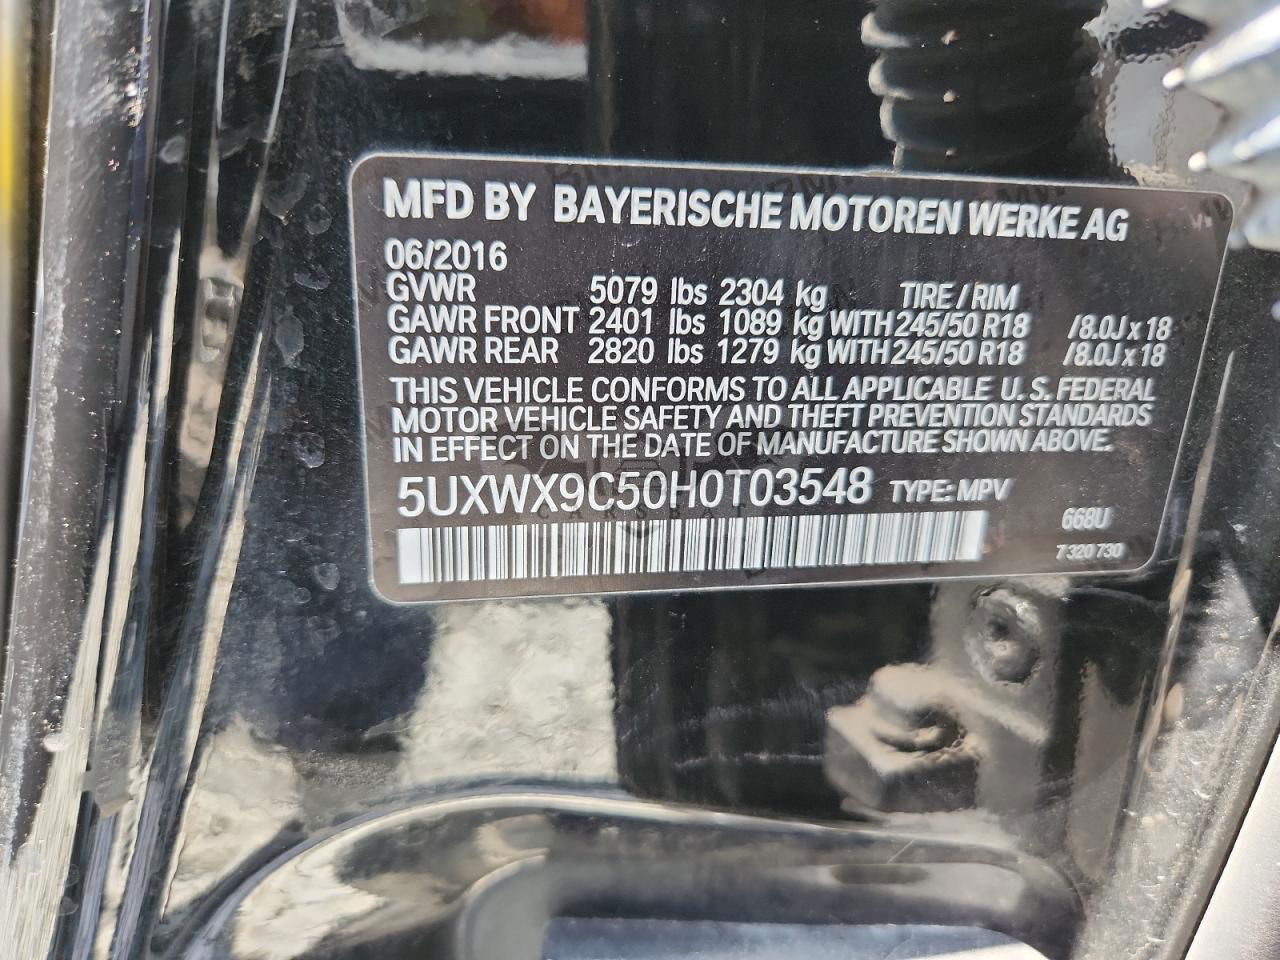 MFD BY BAYERISCHE MOTOREN WERKE AG
06/2016
GVWR 5079 lbs 2304 kg TIRE / RIM
GAWR FRONT 2401 lbs 1089 kg WITH 245/50 R18 /8.0J x 18
GAWR REAR 2820 lbs 1279 kg WITH 245/50 R18 /8.0J x 18
THIS VEHICLE CONFORMS TO ALL APPLICABLE U.S. FEDERAL
MOTOR VEHICLE SAFETY AND THEFT PREVENTION STANDARDS
IN EFFECT ON THE DATE OF MANUFACTURE SHOWN ABOVE.
5UXWX9C50H0T03548 TYPE: MPV
668U
7 320 730